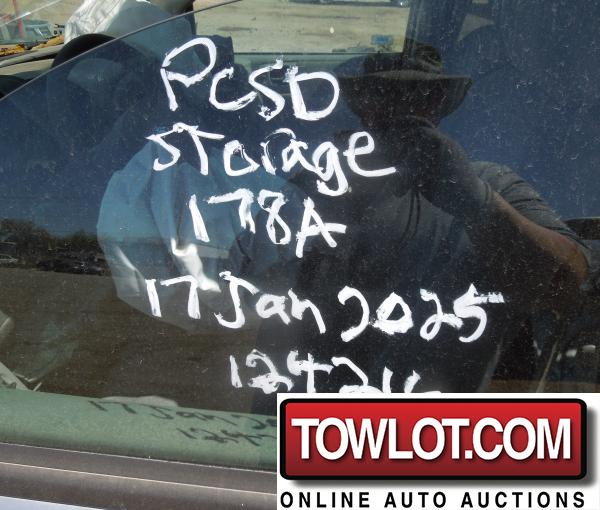 PCSD
Storage
178A
17 Jan 2025
TOWLOT.COM
ONLINE AUTO AUCTIONS